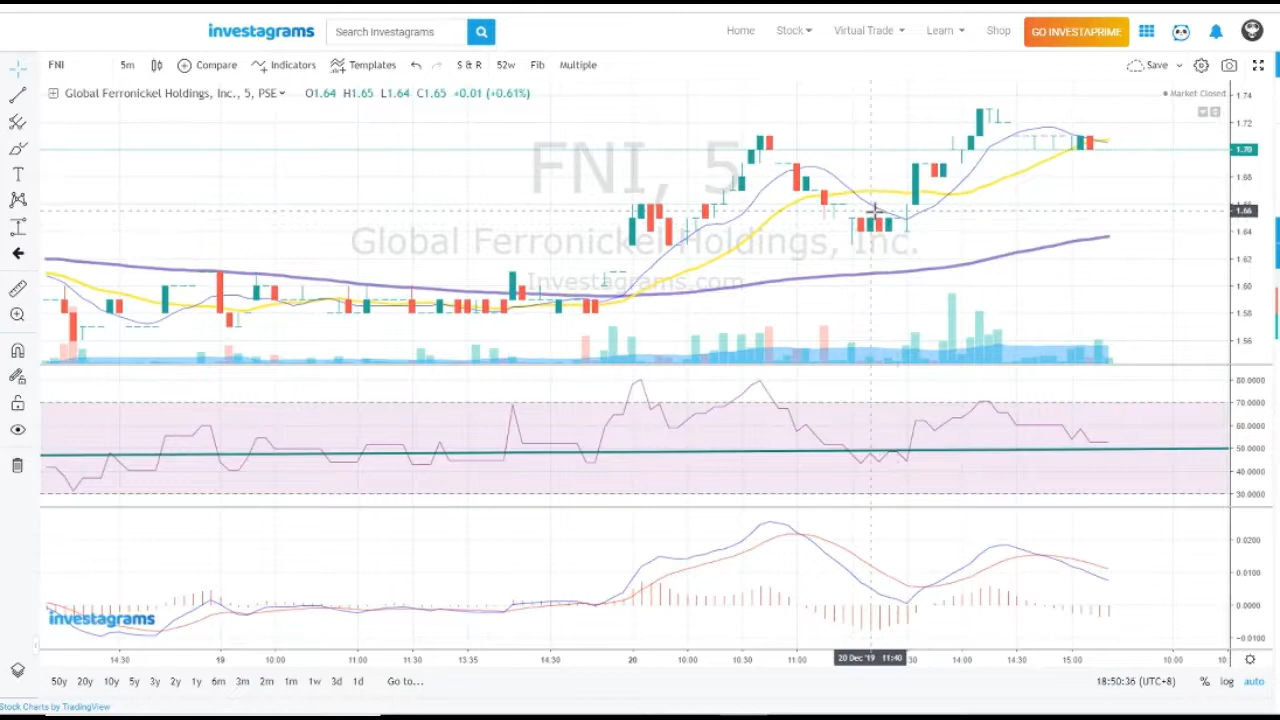 investagrams
Search Investagrams
Home
Stock
Virtual Trade
Learn
Shop
GO INVESTAPRIME
FNI
5m
Compare
Indicators
Templates
S & R
52w
Fib
Multiple
Save
Global Ferronickel Holdings, Inc., 5, PSE
O1.64 H1.65 L1.64 C1.65 +0.01 (+0.61%)
Market Closed
FNI, 5
Global Ferronickel Holdings, Inc.
Investagrams.com
1.74
1.72
1.70
1.68
1.66
1.64
1.62
1.60
1.58
1.56
80.0000
70.0000
50.0000
40.0000
30.0000
0.0200
0.0100
0.0000
-0.0100
investagrams
14:30 19 10:00 11:00 11:30 13:35 14:30 20 10:00 10:30 11:00 20 Dec '19 11:40 :30 14:00 14:30 15:00 10:00 10:
50y 20y 10y 5y 3y 2y 1y 6m 3m 2m 1m 1w 3d 1d Go to...
18:50:36 (UTC+8) % log auto
Stock Charts by TradingView